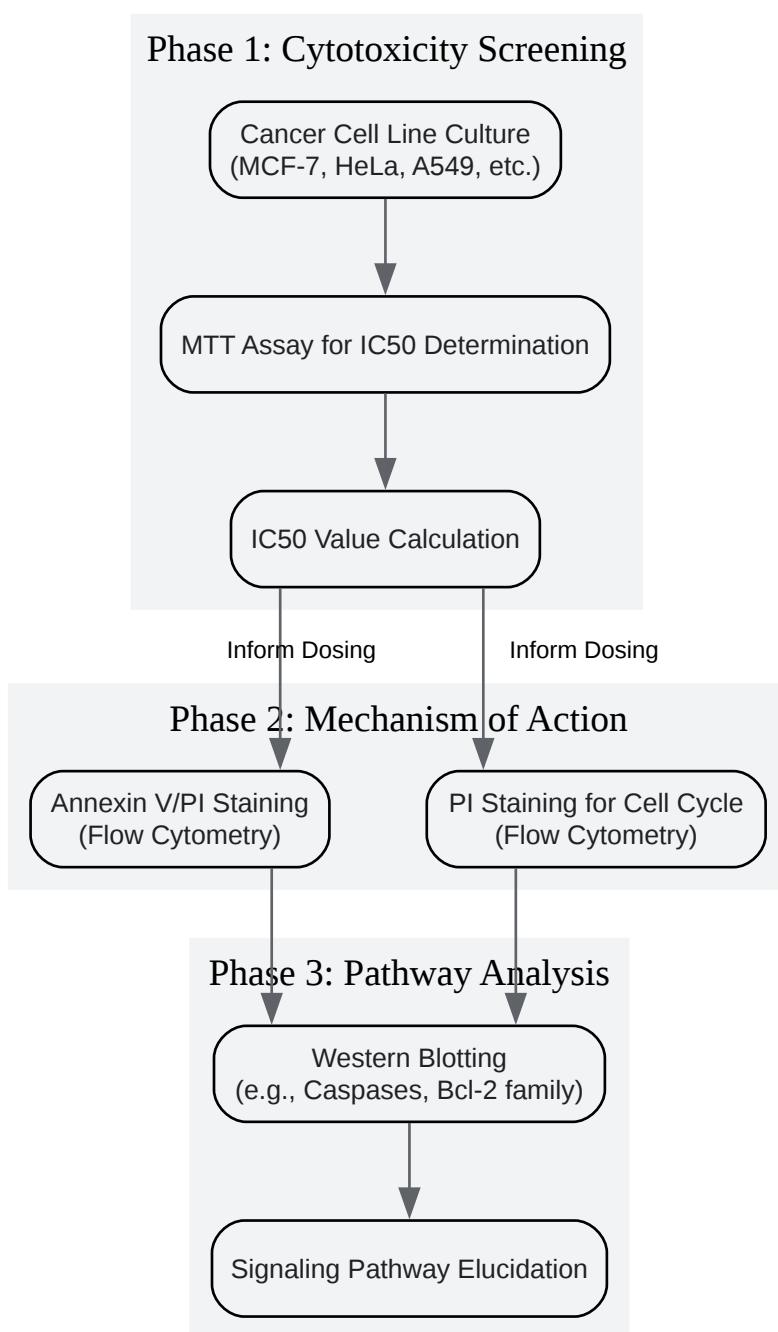 Phase 1: Cytotoxicity Screening
Cancer Cell Line Culture
(MCF-7, HeLa, A549, etc.)
MTT Assay for IC50 Determination
IC50 Value Calculation
Inform Dosing
Inform Dosing
Phase 2: Mechanism of Action
Annexin V/PI Staining
(Flow Cytometry)
PI Staining for Cell Cycle
(Flow Cytometry)
Phase 3: Pathway Analysis
Western Blotting
(e.g., Caspases, Bcl-2 family)
Signaling Pathway Elucidation